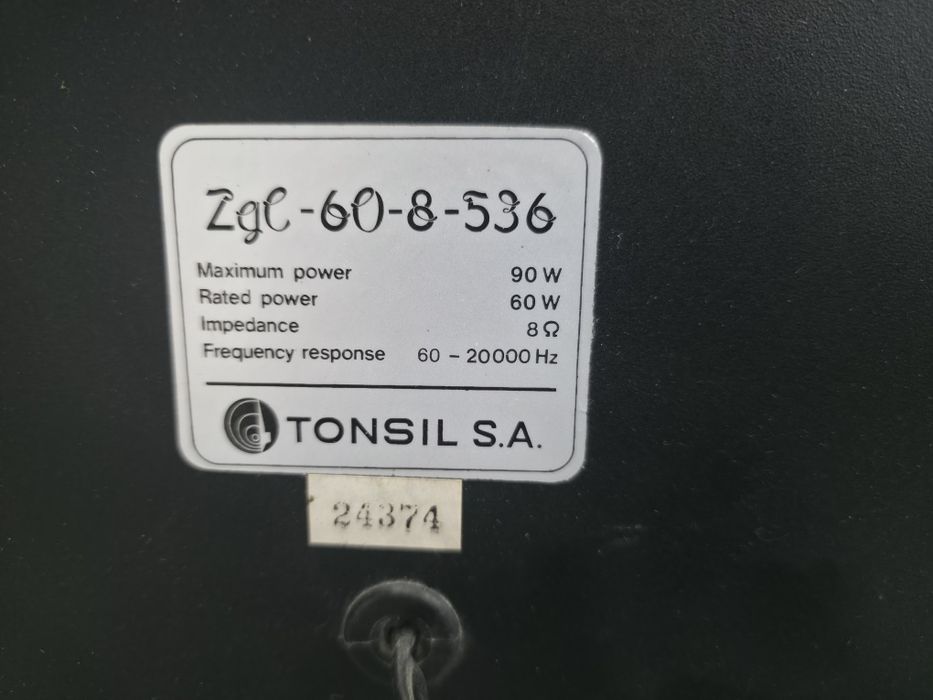 ZgC-60-8-536
Maximum power 90 W
Rated power 60 W
Impedance 8 Ω
Frequency response 60 – 20000 Hz
TONSIL S.A.
24374